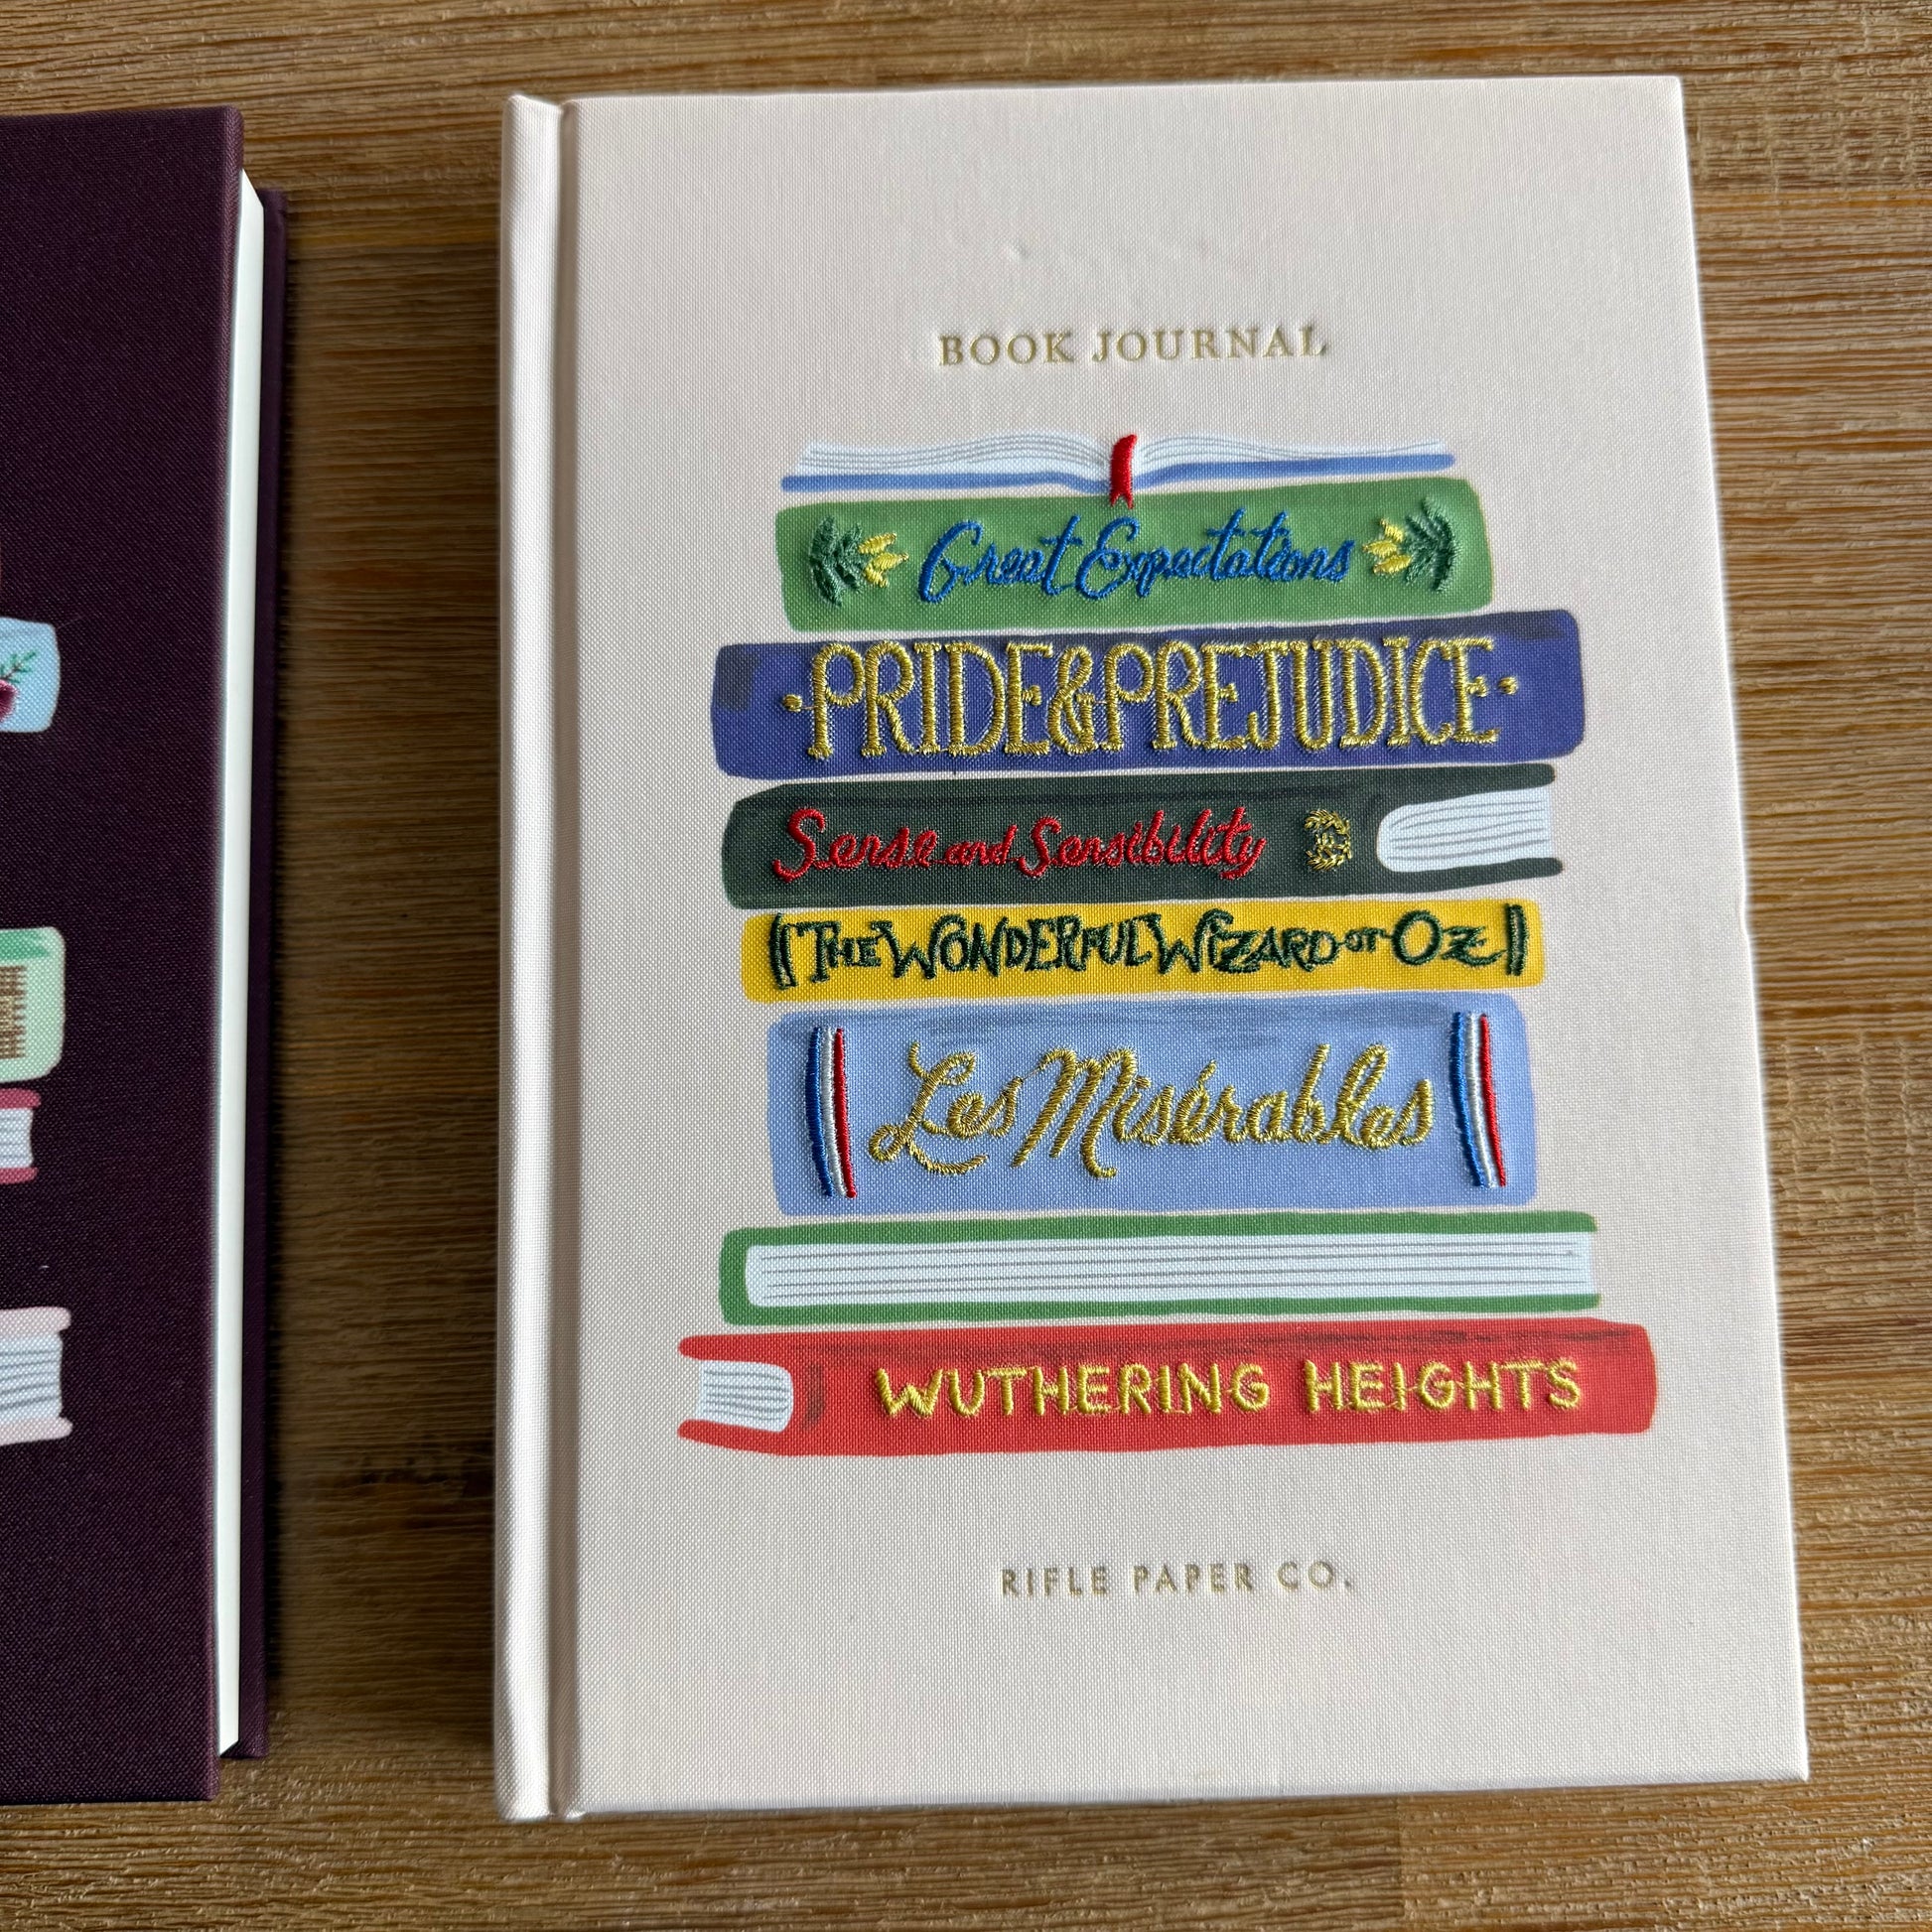 BOOK JOURNAL
Great Expectations
·PRIDE&PREJUDICE·
Sense and Sensibility
THE WONDERFUL WIZARD OF OZ
Les Misérables
WUTHERING HEIGHTS
RIFLE PAPER CO.